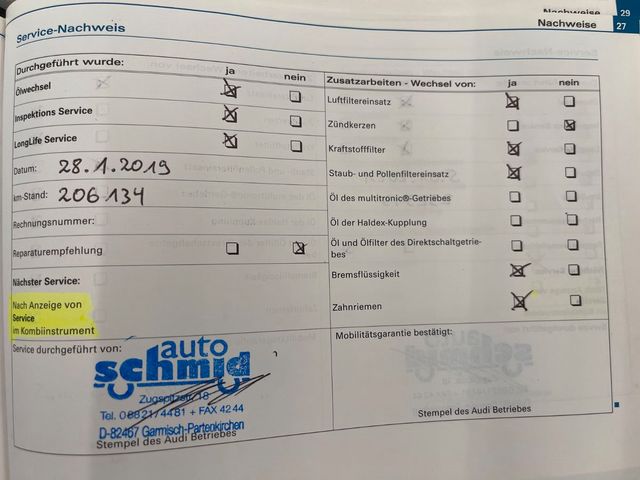 Nachweise 29
Nachweise 27
Service-Nachweis
Durchgeführt wurde:
ja nein
Ölwechsel
Inspektions Service
LongLife Service
Datum: 28.1.2019
km-Stand: 206134
Rechnungsnummer:
Reparaturempfehlung
Nächster Service:
Nach Anzeige von
Service
im Kombiinstrument
Service durchgeführt von:
auto
schmid
Zugspitzstr. 18
Tel. 08821/4481 + FAX 4244
D-82467 Garmisch-Partenkirchen
Stempel des Audi Betriebes
Zusatzarbeiten - Wechsel von: ja nein
Luftfiltereinsatz
Zündkerzen
Kraftstofffilter
Staub- und Pollenfiltereinsatz
Öl des multitronic®-Getriebes
Öl der Haldex-Kupplung
Öl und Ölfilter des Direktschaltgetrie-
bes
Bremsflüssigkeit
Zahnriemen
Mobilitätsgarantie bestätigt:
Stempel des Audi Betriebes